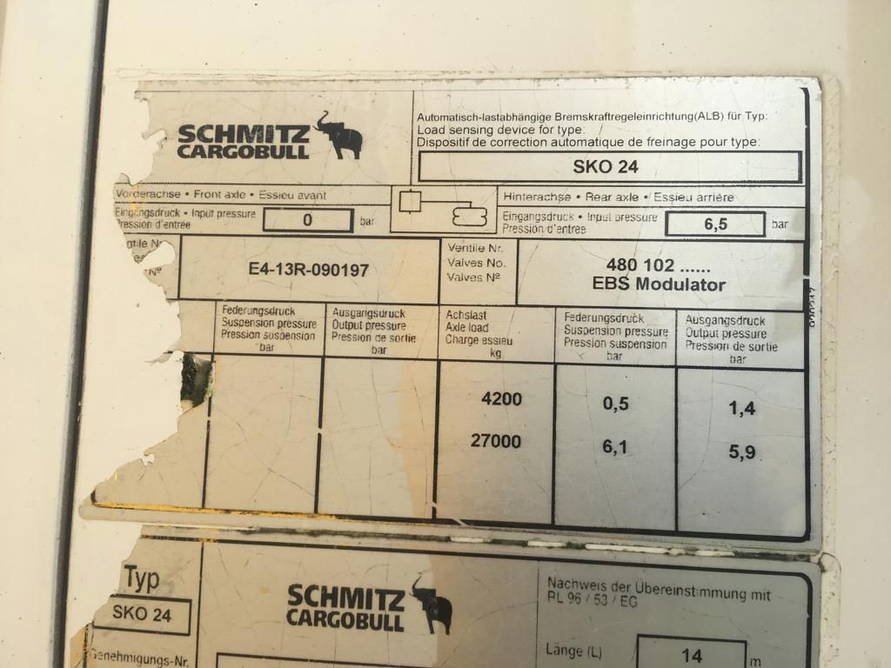 SCHMITZ
CARGOBULL
Automatisch-lastabhängige Bremskraftregeleinrichtung(ALB) für Typ:
Load sensing device for type:
Dispositif de correction automatique de freinage pour type:
SKO 24
Vorderachse • Front axle • Essieu avant
Eingangsdruck • Input pressure
Pression d'entrée
0
bar
Hinterachse • Rear axle • Essieu arrière
Eingangsdruck • Input pressure
Pression d'entrée
6,5
bar
E4-13R-090197
Ventile Nr.
Valves No.
Valves Nº
480 102 ......
EBS Modulator
Federungsdruck
Suspension pressure
Pression suspension
bar
Ausgangsdruck
Output pressure
Pression de sortie
bar
Achslast
Axle load
Charge essieu
kg
Federungsdruck
Suspension pressure
Pression suspension
bar
Ausgangsdruck
Output pressure
Pression de sortie
bar
4200 0,5 1,4
27000 6,1 5,9
Typ
SKO 24
Genehmigungs-Nr.
SCHMITZ
CARGOBULL
Nachweis der Übereinstimmung mit
RL 96 / 53 / EG
Länge (L)
14
m